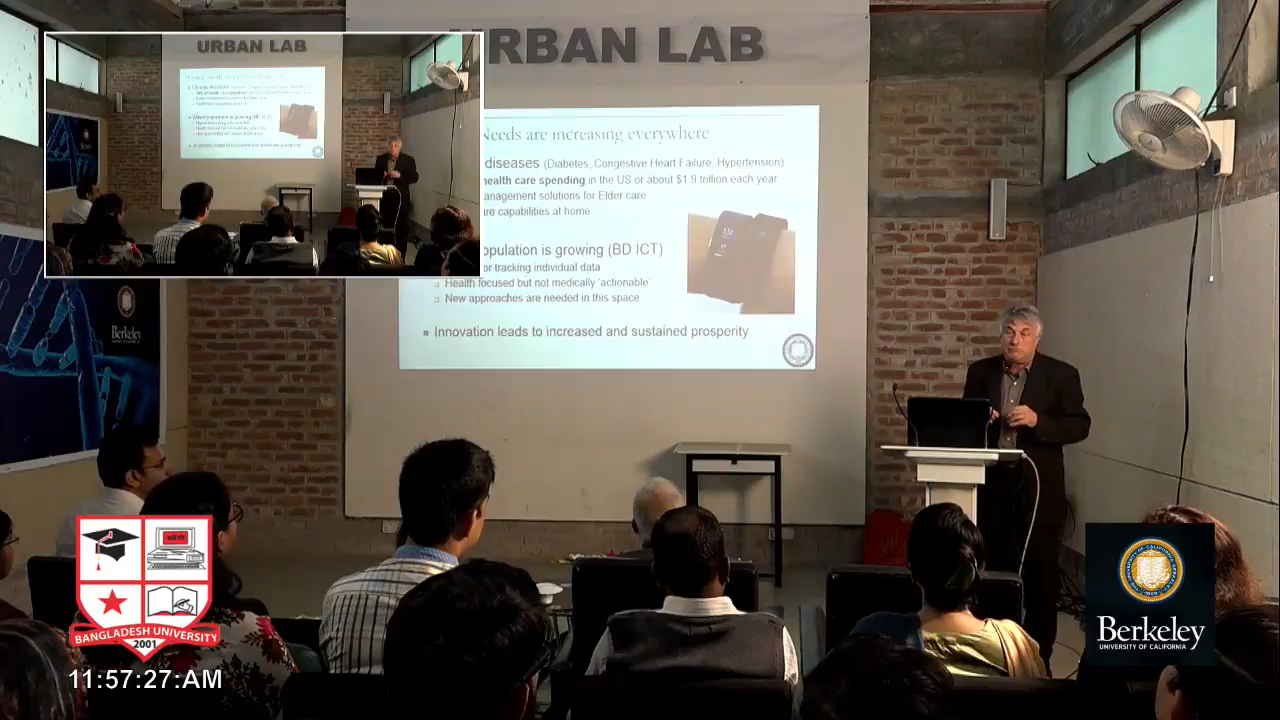 URBAN LAB
URBAN LAB
Needs are increasing everywhere
diseases (Diabetes, Congestive Heart Failure, Hypertension)
health care spending in the US or about $1.9 trillion each year
anagement solutions for Elder care
are capabilities at home
opulation is growing (BD ICT)
or tracking individual data
Health focused but not medically 'actionable'
New approaches are needed in this space
Innovation leads to increased and sustained prosperity
Berkeley
BANGLADESH UNIVERSITY
2001
11:57:27:AM
Berkeley
UNIVERSITY OF CALIFORNIA